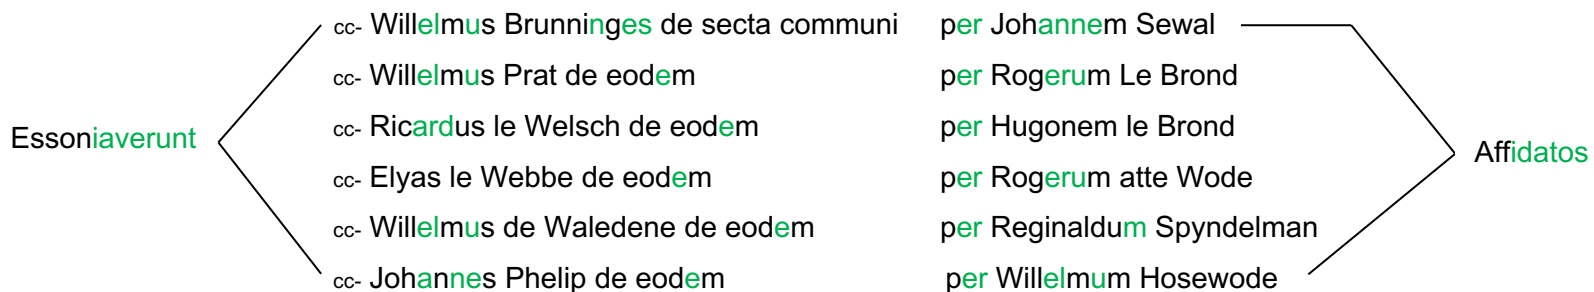 cc- Willelmus Brunninges de secta communi per Johannem Sewal
cc- Willelmus Prat de eodem per Rogerum Le Brond
cc- Ricardus le Welsch de eodem per Hugonem le Brond
Essoniaverunt
Affidatos
cc- Elyas le Webbe de eodem per Rogerum atte Wode
cc- Willelmus de Waledene de eodem per Reginaldum Spyndelman
cc- Johannes Phelip de eodem per Willelmum Hosewode